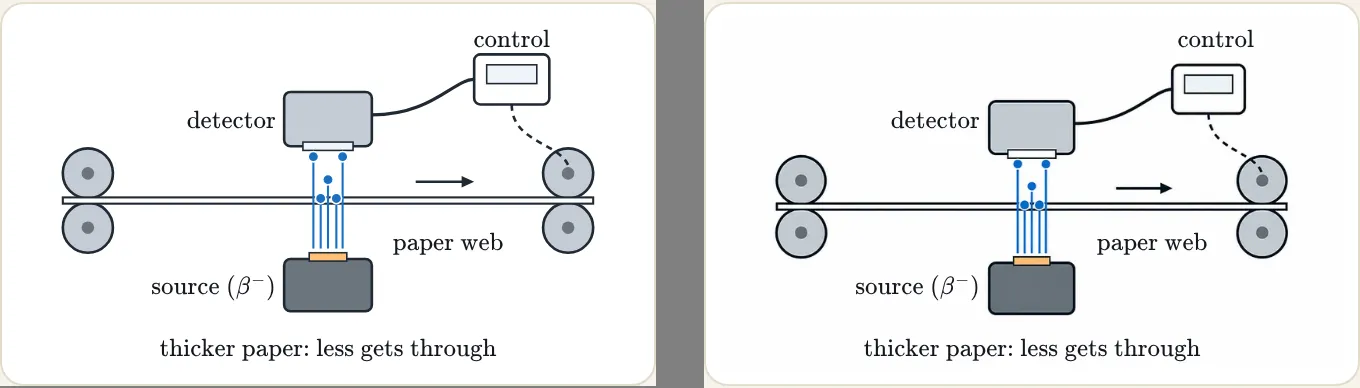 control
detector
paper web
source (β⁻)
thicker paper: less gets through
control
detector
paper web
source (β⁻)
thicker paper: less gets through